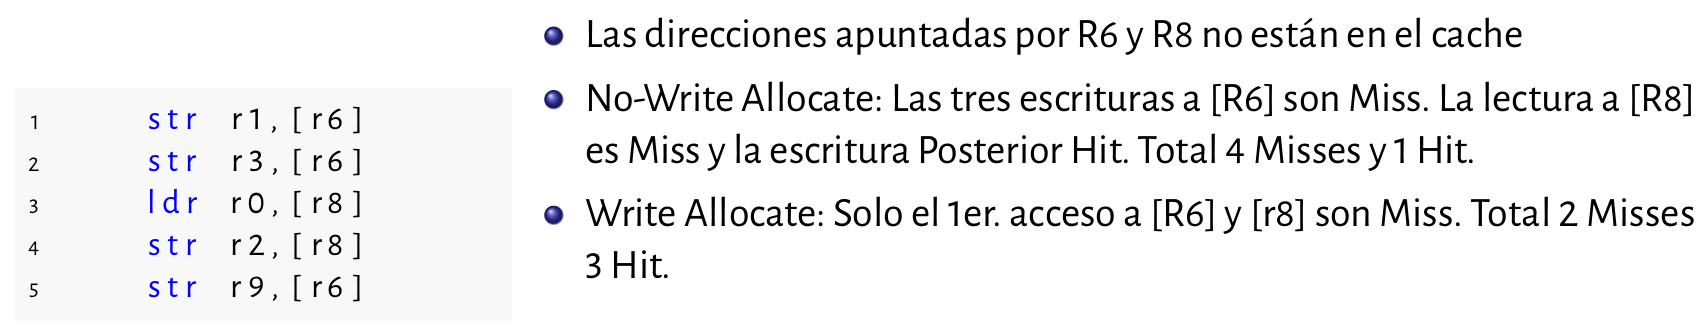 1 str r1,[r6]
2 str r3,[r6]
3 ldr r0,[r8]
4 str r2,[r8]
5 str r9,[r6]
Las direcciones apuntadas por R6 y R8 no están en el cache
No-Write Allocate: Las tres escrituras a [R6] son Miss. La lectura a [R8]
es Miss y la escritura Posterior Hit. Total 4 Misses y 1 Hit.
Write Allocate: Solo el 1er. acceso a [R6] y [r8] son Miss. Total 2 Misses
3 Hit.